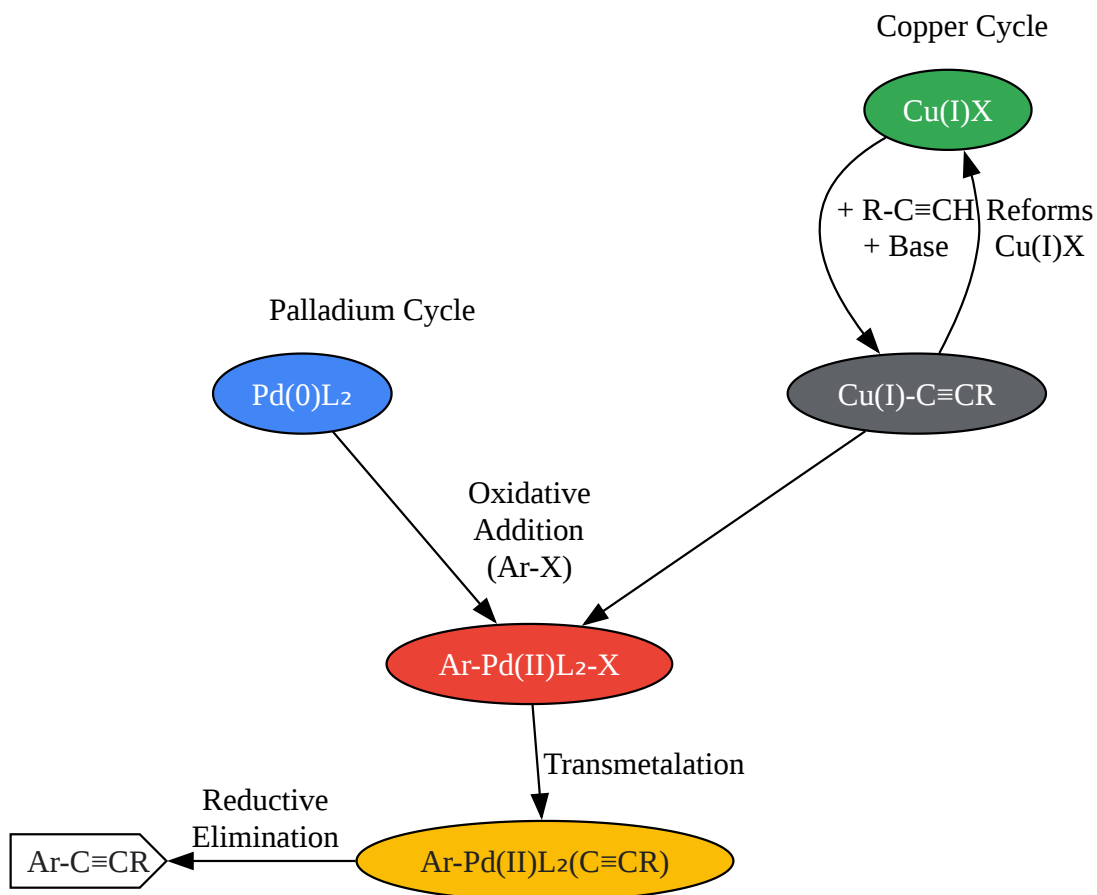 Copper Cycle
Cu(I)X
+ R-C≡CH
+ Base
Reforms
Cu(I)X
Palladium Cycle
Pd(0)L₂
Cu(I)-C≡CR
Oxidative
Addition
(Ar-X)
Ar-Pd(II)L₂-X
Transmetalation
Reductive
Elimination
Ar-C≡CR
Ar-Pd(II)L₂(C≡CR)